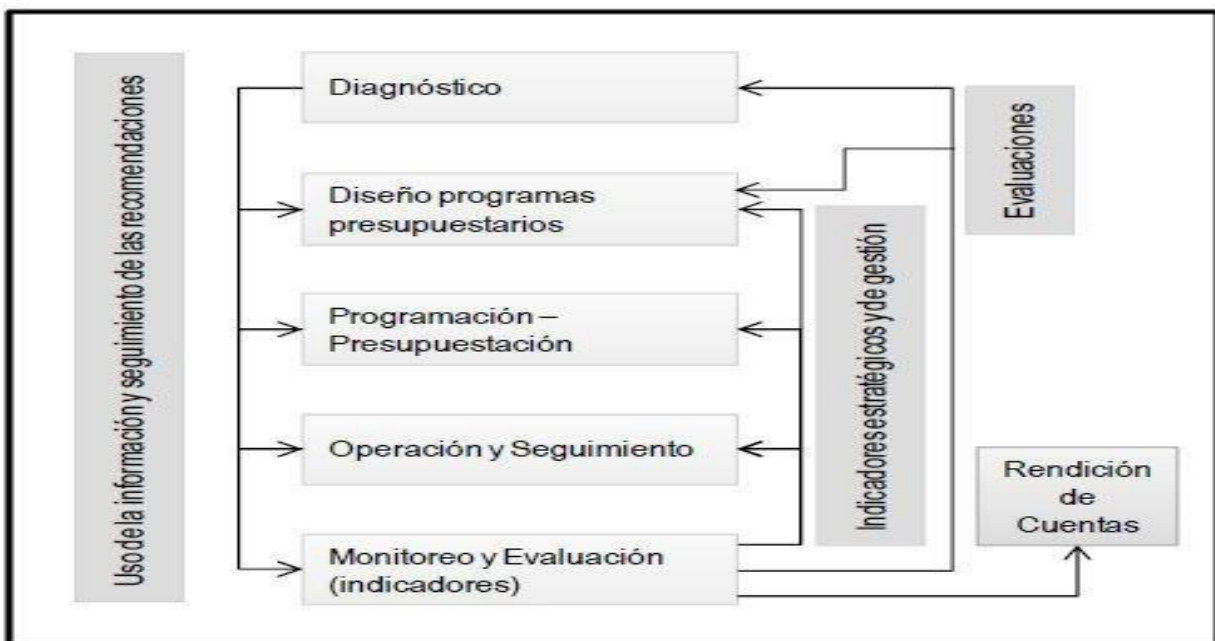 Uso de la información y seguimiento de las recomendaciones
Diagnóstico
Diseño programas
presupuestarios
Programación –
Presupuestación
Operación y Seguimiento
Monitoreo y Evaluación
(indicadores)
Indicadores estratégicos y de gestión
Evaluaciones
Rendición
de
Cuentas